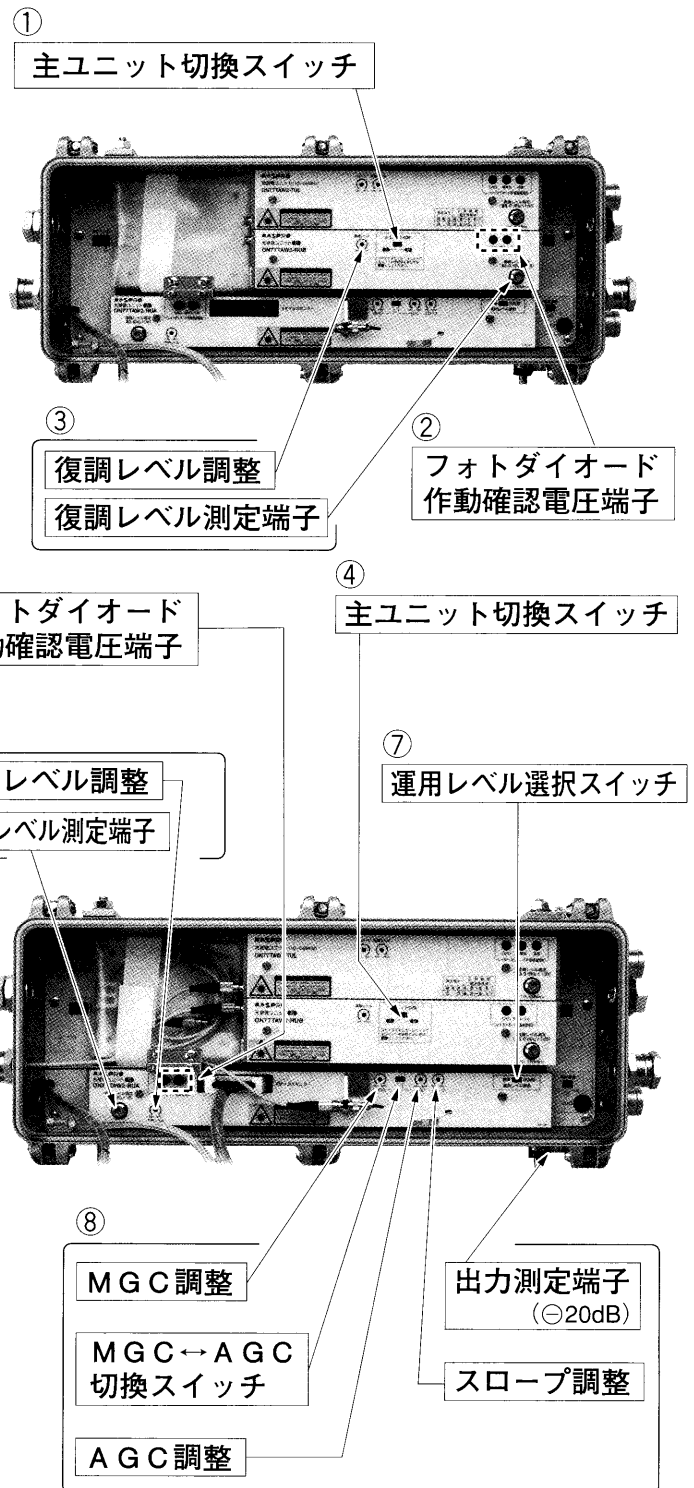 ①
主ユニット切換スイッチ
③
復調レベル調整
復調レベル測定端子
②
フォトダイオード
作動確認電圧端子
トダイオード
確認電圧端子
④
主ユニット切換スイッチ
レベル調整
レベル測定端子
⑦
運用レベル選択スイッチ
⑧
MGC調整
MGC↔AGC
切換スイッチ
AGC調整
出力測定端子
(⊖20dB)
スロープ調整